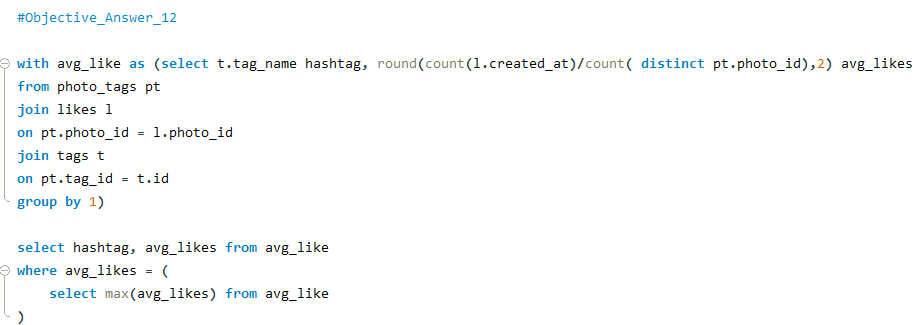 #Objective_Answer_12
with avg_like as (select t.tag_name hashtag, round(count(l.created_at)/count( distinct pt.photo_id),2) avg_likes
from photo_tags pt
join likes l
on pt.photo_id = l.photo_id
join tags t
on pt.tag_id = t.id
group by 1)
select hashtag, avg_likes from avg_like
where avg_likes = (
    select max(avg_likes) from avg_like
)